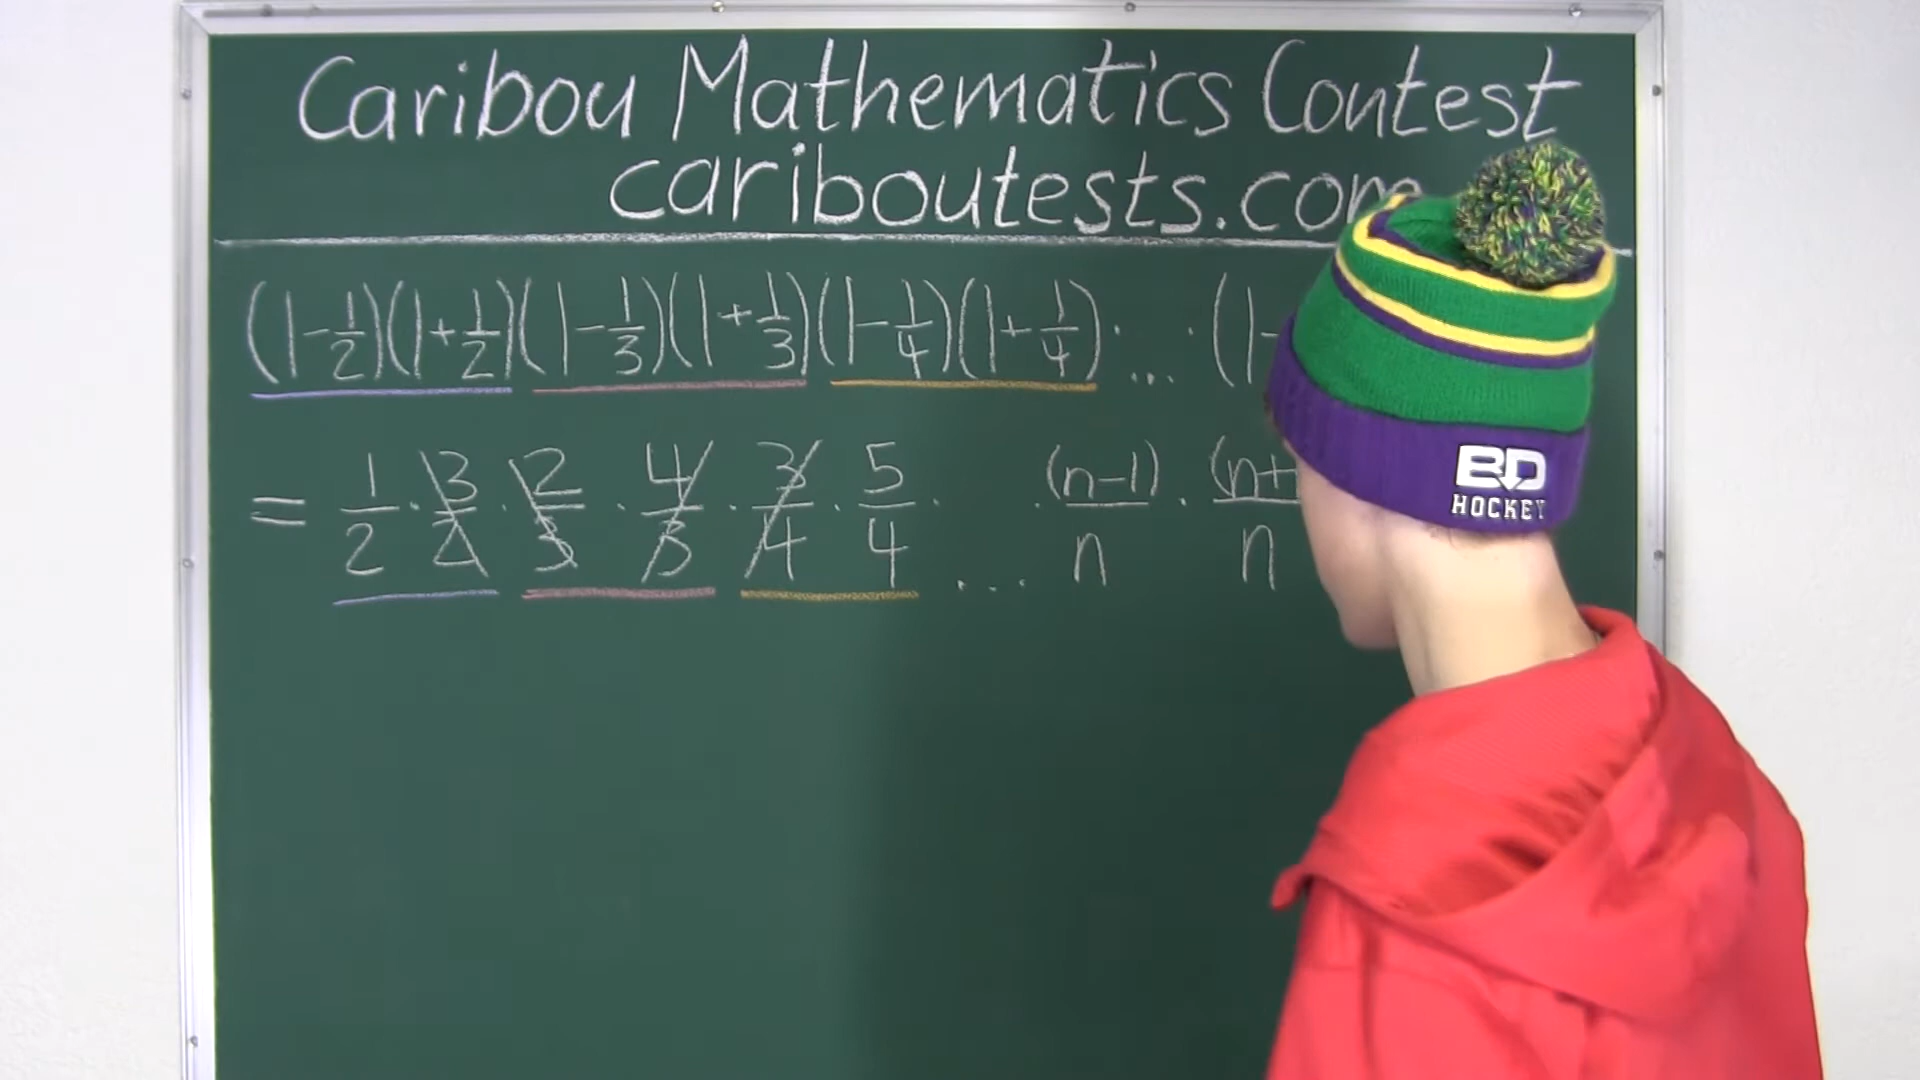 Caribou Mathematics Contest
cariboutests.com
(1-1/2)(1+1/2)(1-1/3)(1+1/3)(1-1/4)(1+1/4)· ... ·(1-
= 1/2 · 3/2 · 2/3 · 4/3 · 3/4 · 5/4 · ... · (n-1)/n · (n+ /n
BD
HOCKEY